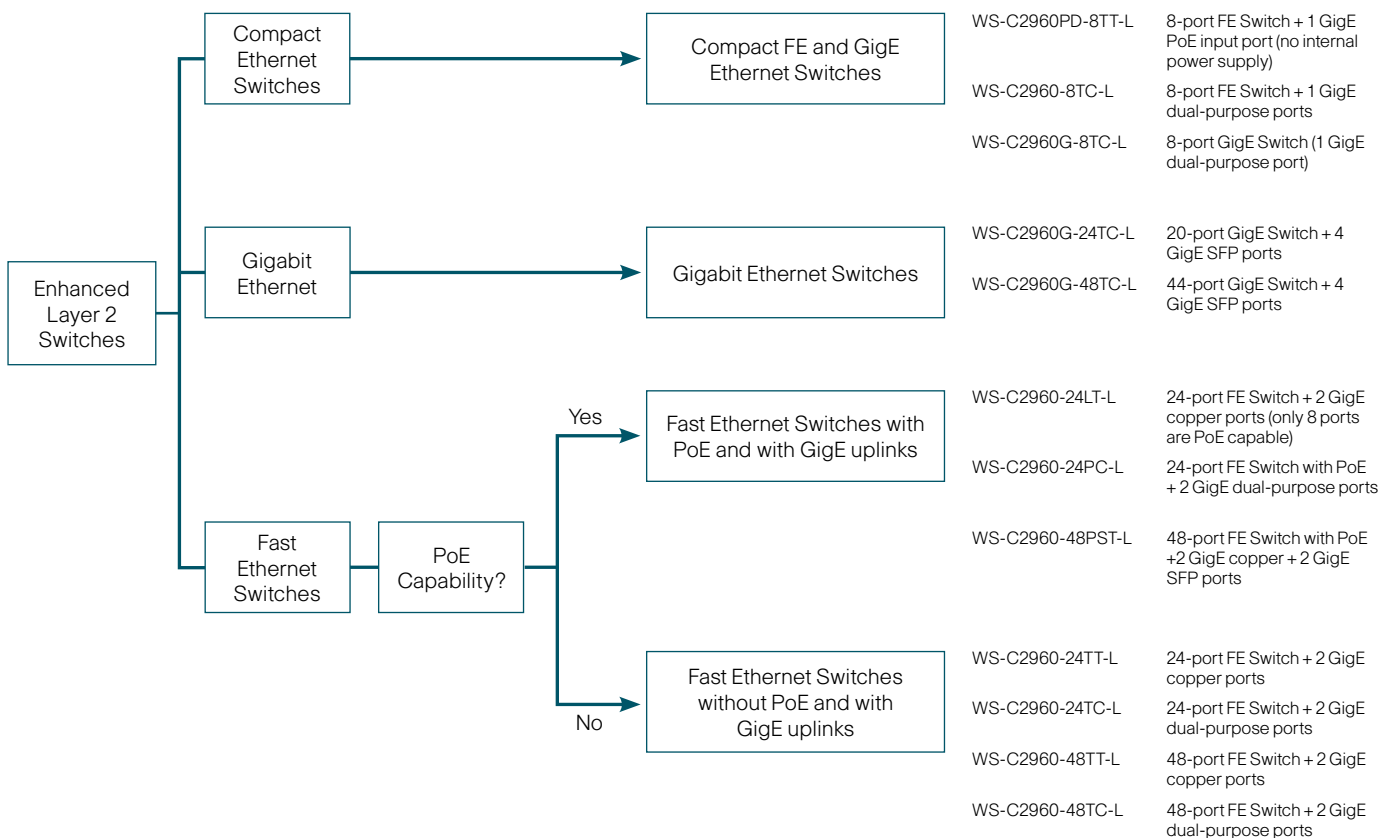 Enhanced
Layer 2
Switches
Compact
Ethernet
Switches
Compact FE and GigE
Ethernet Switches
WS-C2960PD-8TT-L
8-port FE Switch + 1 GigE
PoE input port (no internal
power supply)
WS-C2960-8TC-L
8-port FE Switch + 1 GigE
dual-purpose ports
WS-C2960G-8TC-L
8-port GigE Switch (1 GigE
dual-purpose port)
Gigabit
Ethernet
Gigabit Ethernet Switches
WS-C2960G-24TC-L
20-port GigE Switch + 4
GigE SFP ports
WS-C2960G-48TC-L
44-port GigE Switch + 4
GigE SFP ports
Fast
Ethernet
Switches
PoE
Capability?
Yes
Fast Ethernet Switches with
PoE and with GigE uplinks
WS-C2960-24LT-L
24-port FE Switch + 2 GigE
copper ports (only 8 ports
are PoE capable)
WS-C2960-24PC-L
24-port FE Switch with PoE
+ 2 GigE dual-purpose ports
WS-C2960-48PST-L
48-port FE Switch with PoE
+2 GigE copper + 2 GigE
SFP ports
No
Fast Ethernet Switches
without PoE and with
GigE uplinks
WS-C2960-24TT-L
24-port FE Switch + 2 GigE
copper ports
WS-C2960-24TC-L
24-port FE Switch + 2 GigE
dual-purpose ports
WS-C2960-48TT-L
48-port FE Switch + 2 GigE
copper ports
WS-C2960-48TC-L
48-port FE Switch + 2 GigE
dual-purpose ports